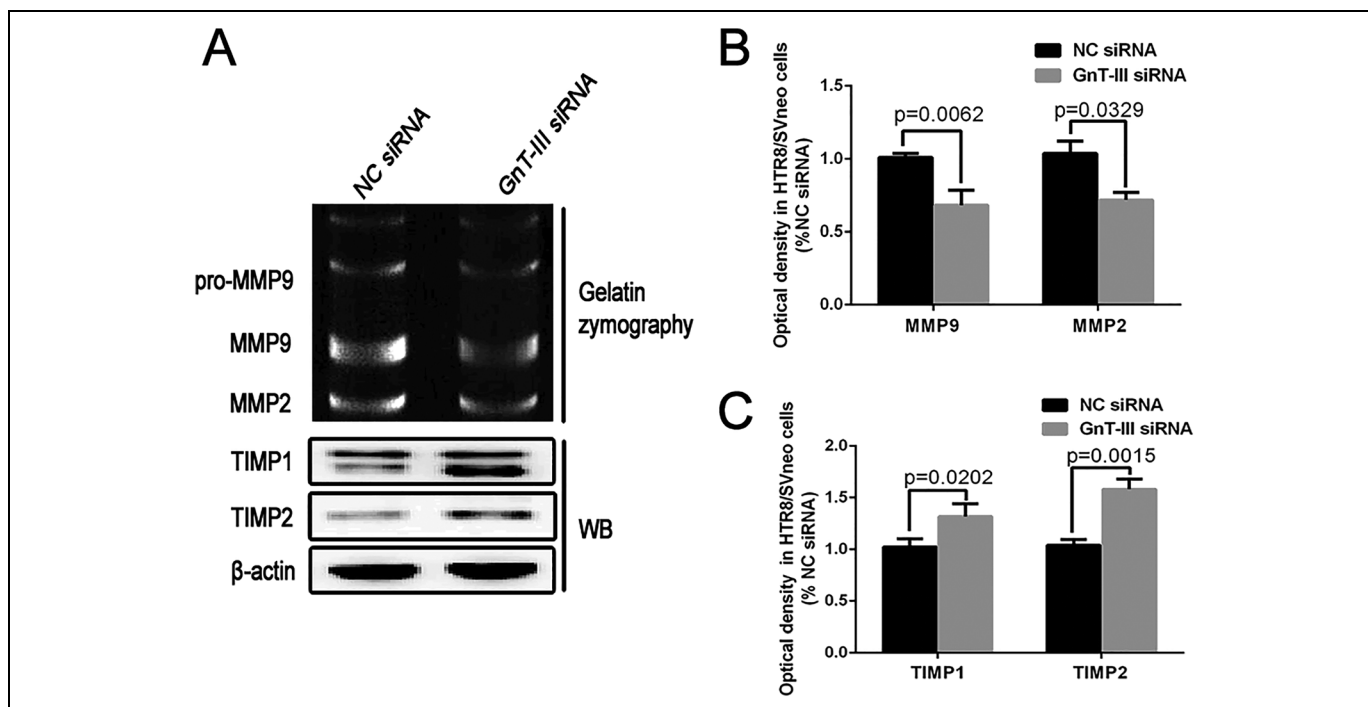 A
NC siRNA
GnT-III siRNA
pro-MMP9
MMP9
MMP2
Gelatin
zymography
TIMP1
TIMP2
β-actin
WB
B
NC siRNA
GnT-III siRNA
Optical density in HTR8/SVneo cells
(%NC siRNA)
1.5
1.0
0.5
0.0
p=0.0062
p=0.0329
MMP9
MMP2
C
NC siRNA
GnT-III siRNA
Optical density in HTR8/SVneo cells
(% NC siRNA)
2.0
1.5
1.0
0.5
0.0
p=0.0202
p=0.0015
TIMP1
TIMP2